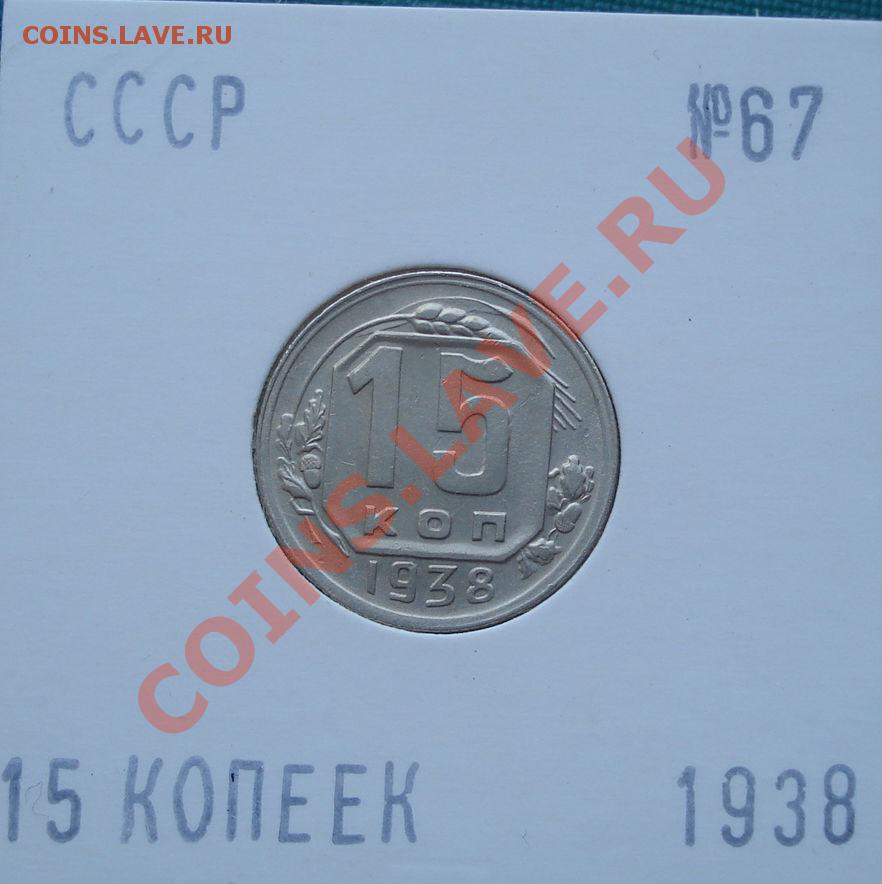 COINS.LAVE.RU
СССР №67
COINS.LAVE.RU
15
КОП
1938
15 КОПЕЕК 1938